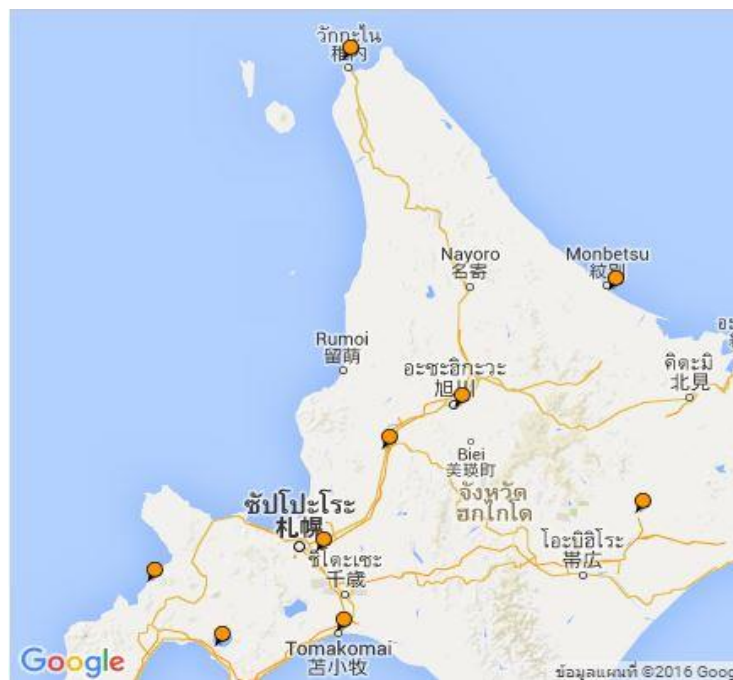 วักกะไน
稚内
Nayoro
名寄
Monbetsu
紋別
Rumoi
留萌
อะซะฮิกะวะ
旭川
คิตะมิ
北見
Biei
美瑛町
จังหวัด
ฮกไกโด
ซัปโปะโระ
札幌
โอะบิฮิโระ
帯広
ชิโตะเซะ
千歳
Tomakomai
苫小牧
Google
ข้อมูลแผนที่ ©2016 Goog